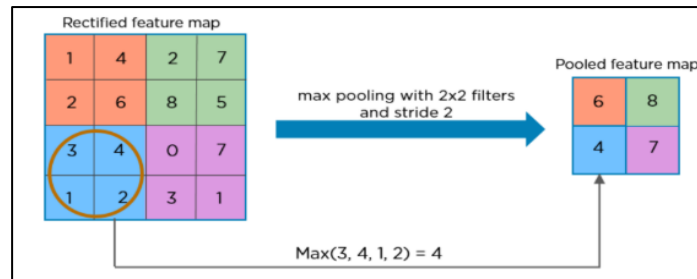 Rectified feature map
1 4 2 7
2 6 8 5
3 4 0 7
1 2 3 1
max pooling with 2x2 filters
and stride 2
Pooled feature map
6 8
4 7
Max(3, 4, 1, 2) = 4